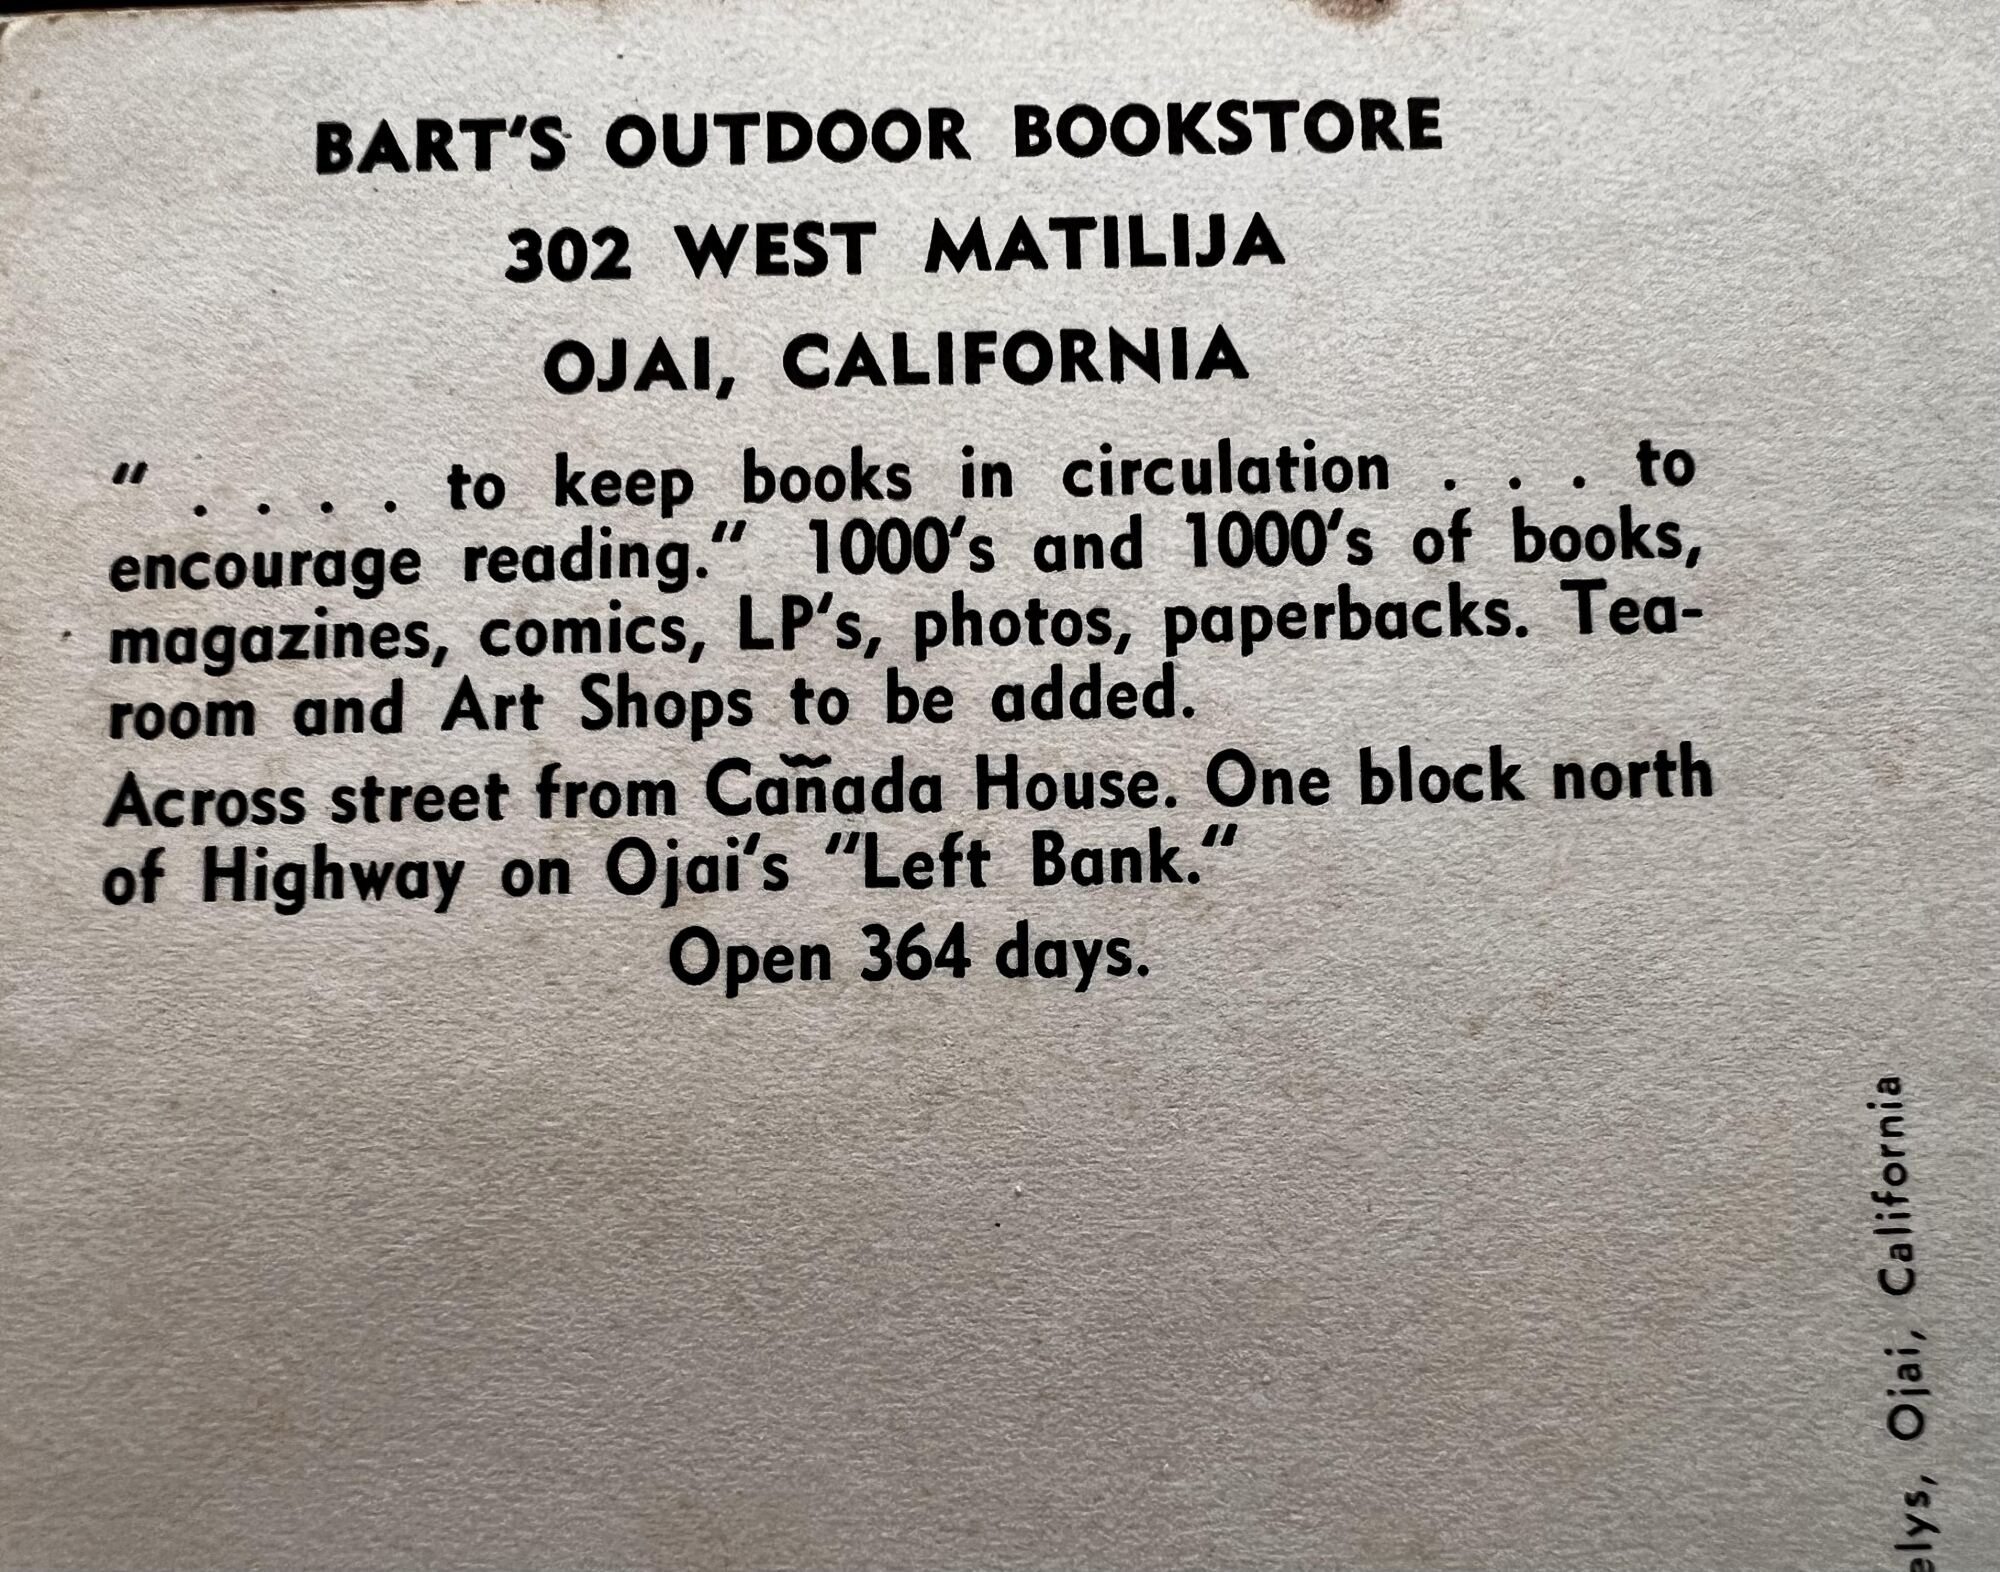 BART'S OUTDOOR BOOKSTORE
302 WEST MATILIJA
OJAI, CALIFORNIA
" . . . . to keep books in circulation . . . to
encourage reading." 1000's and 1000's of books,
magazines, comics, LP's, photos, paperbacks. Tea-
room and Art Shops to be added.
Across street from Cañada House. One block north
of Highway on Ojai's "Left Bank."
Open 364 days.
elys, Ojai, California